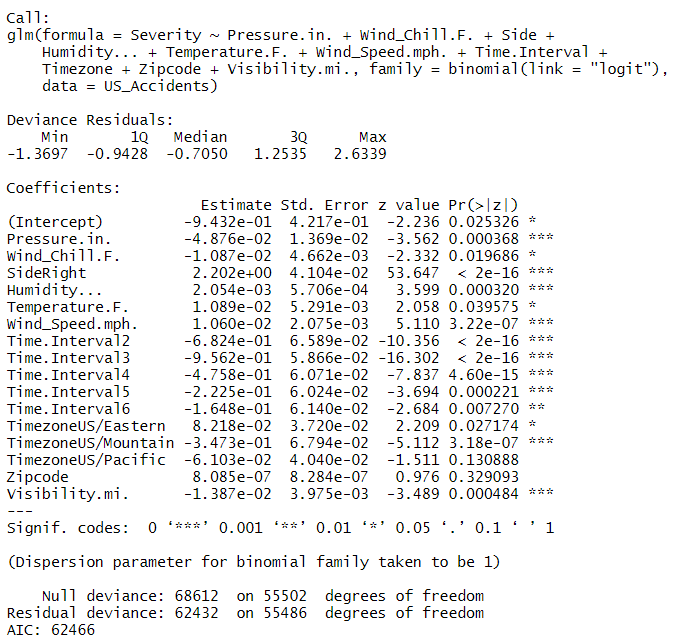 Call:
glm(formula = Severity ~ Pressure.in. + Wind_Chill.F. + Side +
    Humidity... + Temperature.F. + Wind_Speed.mph. + Time.Interval +
    Timezone + Zipcode + Visibility.mi., family = binomial(link = "logit"),
    data = US_Accidents)

Deviance Residuals:
    Min       1Q   Median       3Q      Max
-1.3697  -0.9428  -0.7050   1.2535   2.6339

Coefficients:
                     Estimate Std. Error z value Pr(>|z|)
(Intercept)        -9.432e-01  4.217e-01  -2.236 0.025326 *
Pressure.in.       -4.876e-02  1.369e-02  -3.562 0.000368 ***
Wind_Chill.F.      -1.087e-02  4.662e-03  -2.332 0.019686 *
SideRight           2.202e+00  4.104e-02  53.647  < 2e-16 ***
Humidity...         2.054e-03  5.706e-04   3.599 0.000320 ***
Temperature.F.      1.089e-02  5.291e-03   2.058 0.039575 *
Wind_Speed.mph.     1.060e-02  2.075e-03   5.110 3.22e-07 ***
Time.Interval2     -6.824e-01  6.589e-02 -10.356  < 2e-16 ***
Time.Interval3     -9.562e-01  5.866e-02 -16.302  < 2e-16 ***
Time.Interval4     -4.758e-01  6.071e-02  -7.837 4.60e-15 ***
Time.Interval5     -2.225e-01  6.024e-02  -3.694 0.000221 ***
Time.Interval6     -1.648e-01  6.140e-02  -2.684 0.007270 **
TimezoneUS/Eastern  8.218e-02  3.720e-02   2.209 0.027174 *
TimezoneUS/Mountain -3.473e-01  6.794e-02  -5.112 3.18e-07 ***
TimezoneUS/Pacific -6.103e-02  4.040e-02  -1.511 0.130888
Zipcode             8.085e-07  8.284e-07   0.976 0.329093
Visibility.mi.     -1.387e-02  3.975e-03  -3.489 0.000484 ***
---
Signif. codes:  0 ‘***’ 0.001 ‘**’ 0.01 ‘*’ 0.05 ‘.’ 0.1 ‘ ’ 1

(Dispersion parameter for binomial family taken to be 1)

    Null deviance: 68612  on 55502  degrees of freedom
Residual deviance: 62432  on 55486  degrees of freedom
AIC: 62466